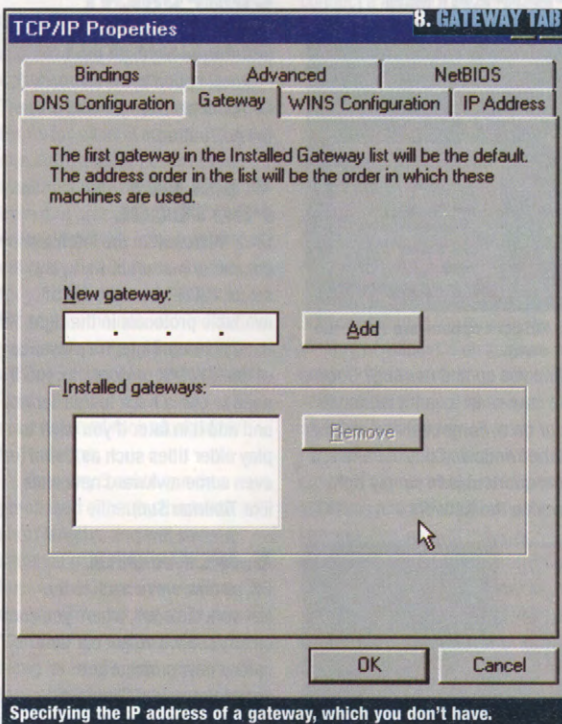 8. GATEWAY TAB
TCP/IP Properties
Bindings Advanced NetBIOS
DNS Configuration Gateway WINS Configuration IP Address
The first gateway in the Installed Gateway list will be the default.
The address order in the list will be the order in which these
machines are used.
New gateway:
. . .
Add
Installed gateways:
Remove
OK Cancel
Specifying the IP address of a gateway, which you don't have.